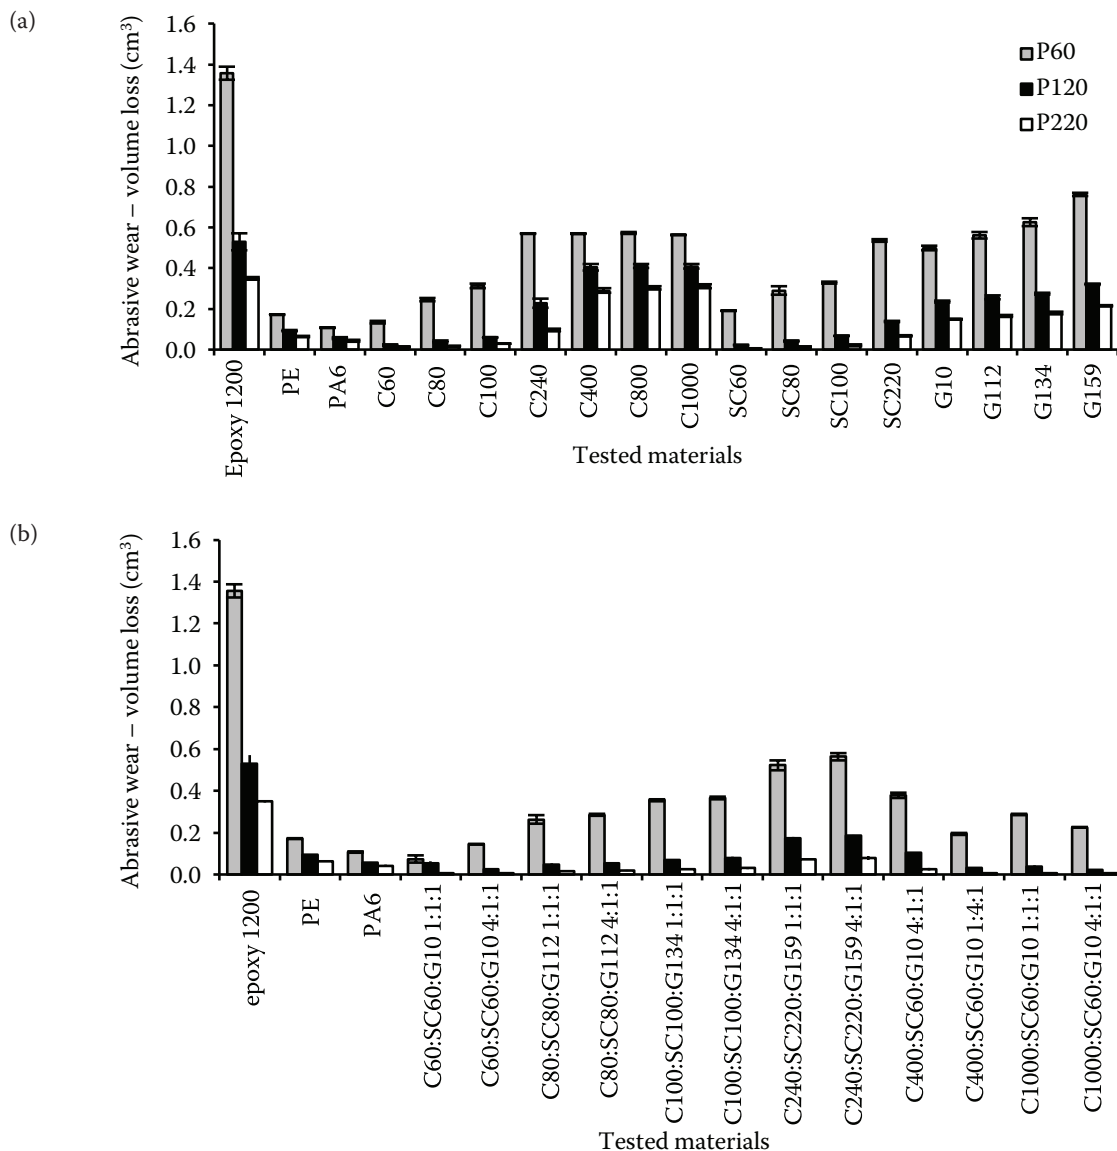 (a)
Abrasive wear – volume loss (cm³)
1.6
1.4
1.2
1.0
0.8
0.6
0.4
0.2
0.0
P60
P120
P220
Epoxy 1200
PE
PA6
C60
C80
C100
C240
C400
C800
C1000
SC60
SC80
SC100
SC220
G10
G112
G134
G159
Tested materials
(b)
Abrasive wear – volume loss (cm³)
1.6
1.4
1.2
1.0
0.8
0.6
0.4
0.2
0.0
epoxy 1200
PE
PA6
C60:SC60:G10 1:1:1
C60:SC60:G10 4:1:1
C80:SC80:G112 1:1:1
C80:SC80:G112 4:1:1
C100:SC100:G134 1:1:1
C100:SC100:G134 4:1:1
C240:SC220:G159 1:1:1
C240:SC220:G159 4:1:1
C400:SC60:G10 4:1:1
C400:SC60:G10 1:4:1
C1000:SC60:G10 1:1:1
C1000:SC60:G10 4:1:1
Tested materials